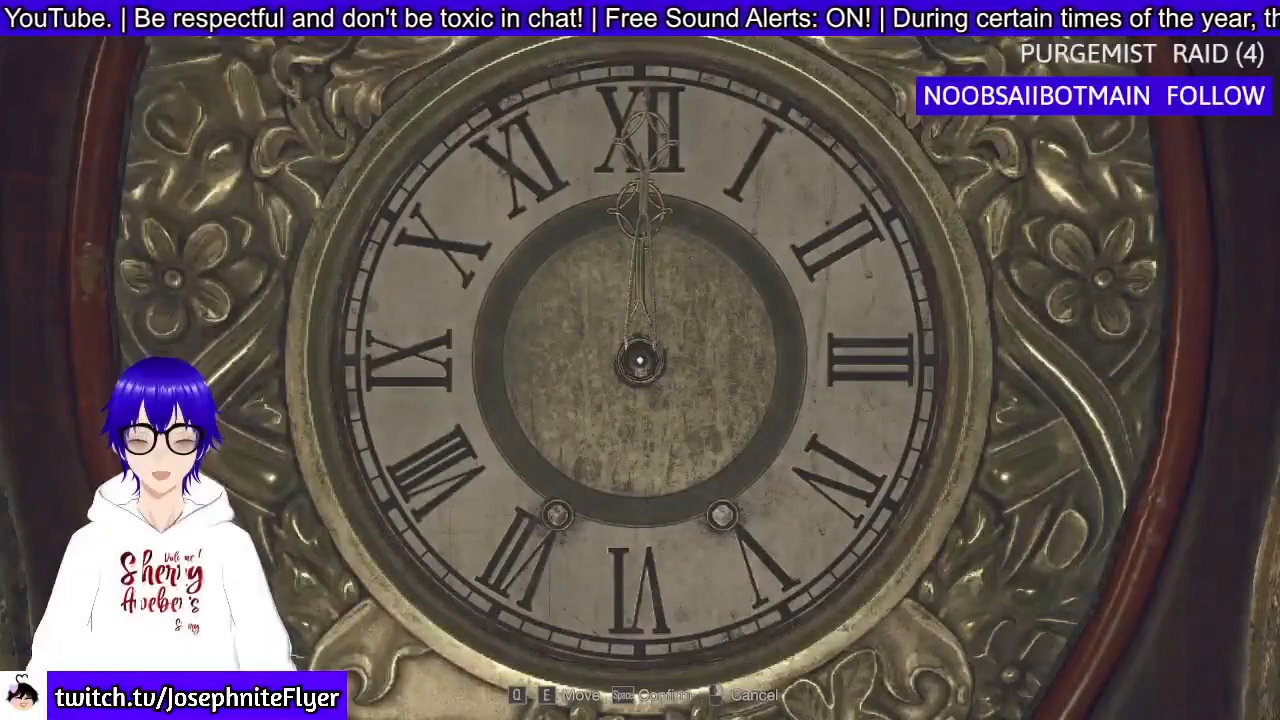 YouTube. | Be respectful and don't be toxic in chat! | Free Sound Alerts: ON! | During certain times of the year, th
PURGEMIST RAID (4)
NOOBSAIIBOTMAIN FOLLOW
XII
XI
I
X
II
IX
III
VIII
IV
VII
V
VI
Sherry
Q E Move Space Confirm Cancel
twitch.tv/JosephniteFlyer